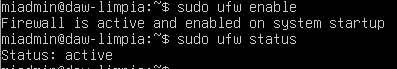 miadmin@daw-limpia:~$ sudo ufw enable
Firewall is active and enabled on system startup
miadmin@daw-limpia:~$ sudo ufw status
Status: active
miadmin@daw-limpia:~$